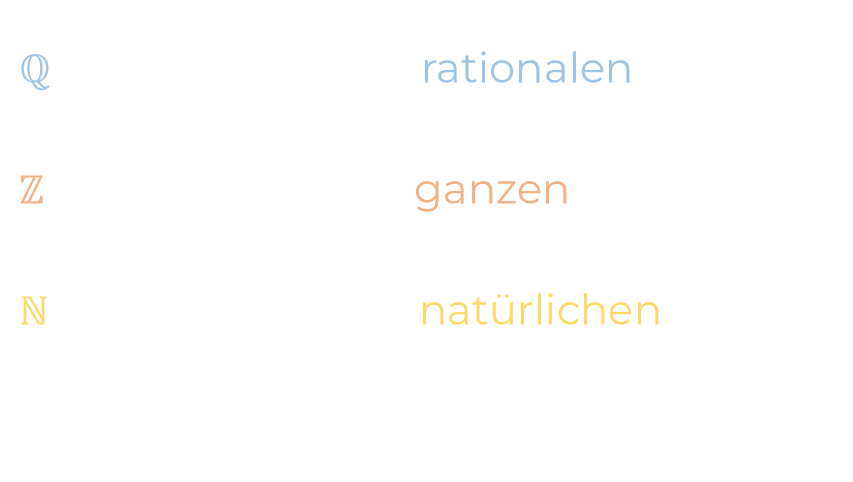 ℚ rationalen
ℤ ganzen
ℕ natürlichen